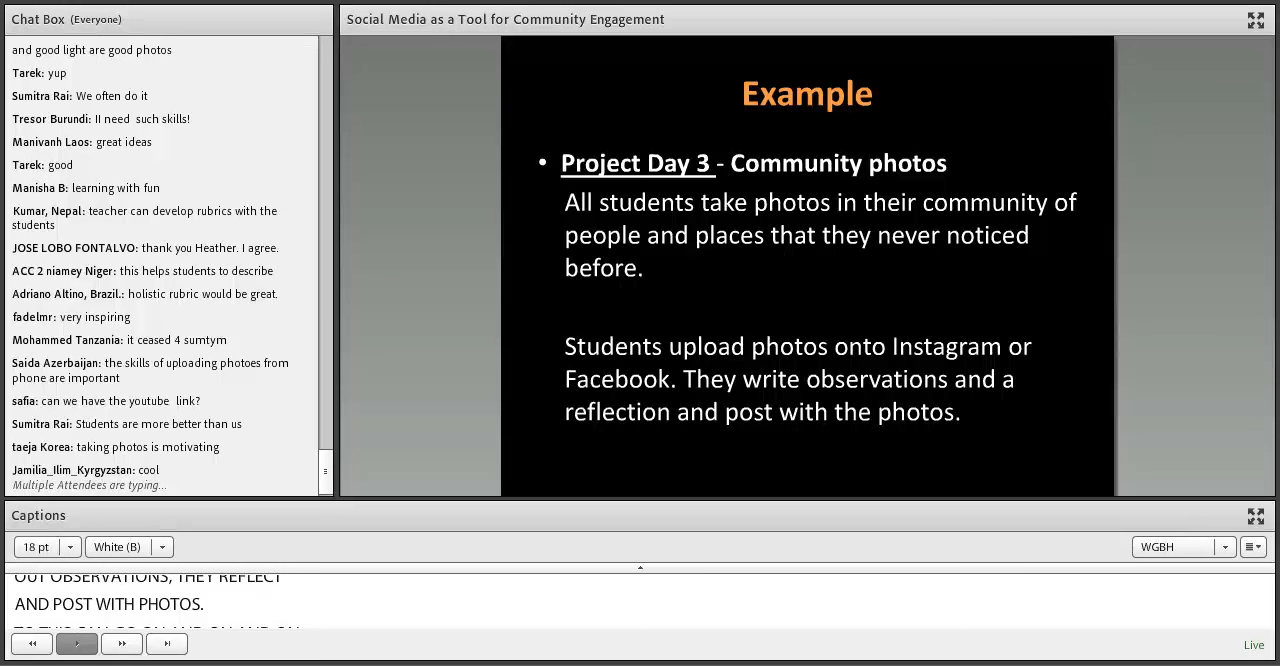 Chat Box (Everyone)
and good light are good photos
Tarek: yup
Sumitra Rai: We often do it
Tresor Burundi: II need such skills!
Manivanh Laos: great ideas
Tarek: good
Manisha B: learning with fun
Kumar, Nepal: teacher can develop rubrics with the
students
JOSE LOBO FONTALVO: thank you Heather. I agree.
ACC 2 niamey Niger: this helps students to describe
Adriano Altino, Brazil.: holistic rubric would be great.
fadelmr: very inspiring
Mohammed Tanzania: it ceased 4 sumtym
Saida Azerbaijan: the skills of uploading photoes from
phone are important
safia: can we have the youtube link?
Sumitra Rai: Students are more better than us
taeja Korea: taking photos is motivating
Jamilia_Ilim_Kyrgyzstan: cool
Multiple Attendees are typing...
Social Media as a Tool for Community Engagement
Example
• Project Day 3 - Community photos
All students take photos in their community of
people and places that they never noticed
before.
Students upload photos onto Instagram or
Facebook. They write observations and a
reflection and post with the photos.
Captions
18 pt
White (B)
WGBH
OUT OBSERVATIONS, THEY REFLECT
AND POST WITH PHOTOS.
Live